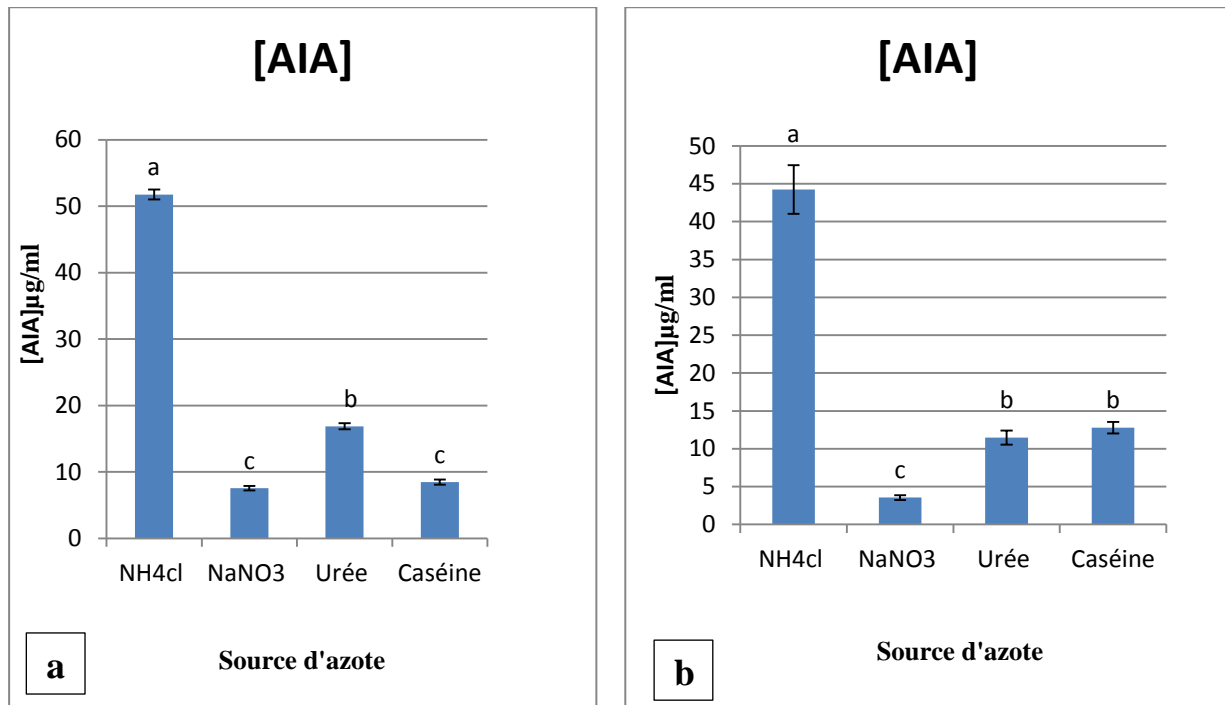 [AIA]
60
50
40
30
20
10
0
[AIA]µg/ml
a
c
b
c
NH4cl NaNO3 Urée Caséine
Source d'azote
a
[AIA]
50
45
40
35
30
25
20
15
10
5
0
[AIA]µg/ml
a
c
b
b
NH4cl NaNO3 Urée Caséine
Source d'azote
b